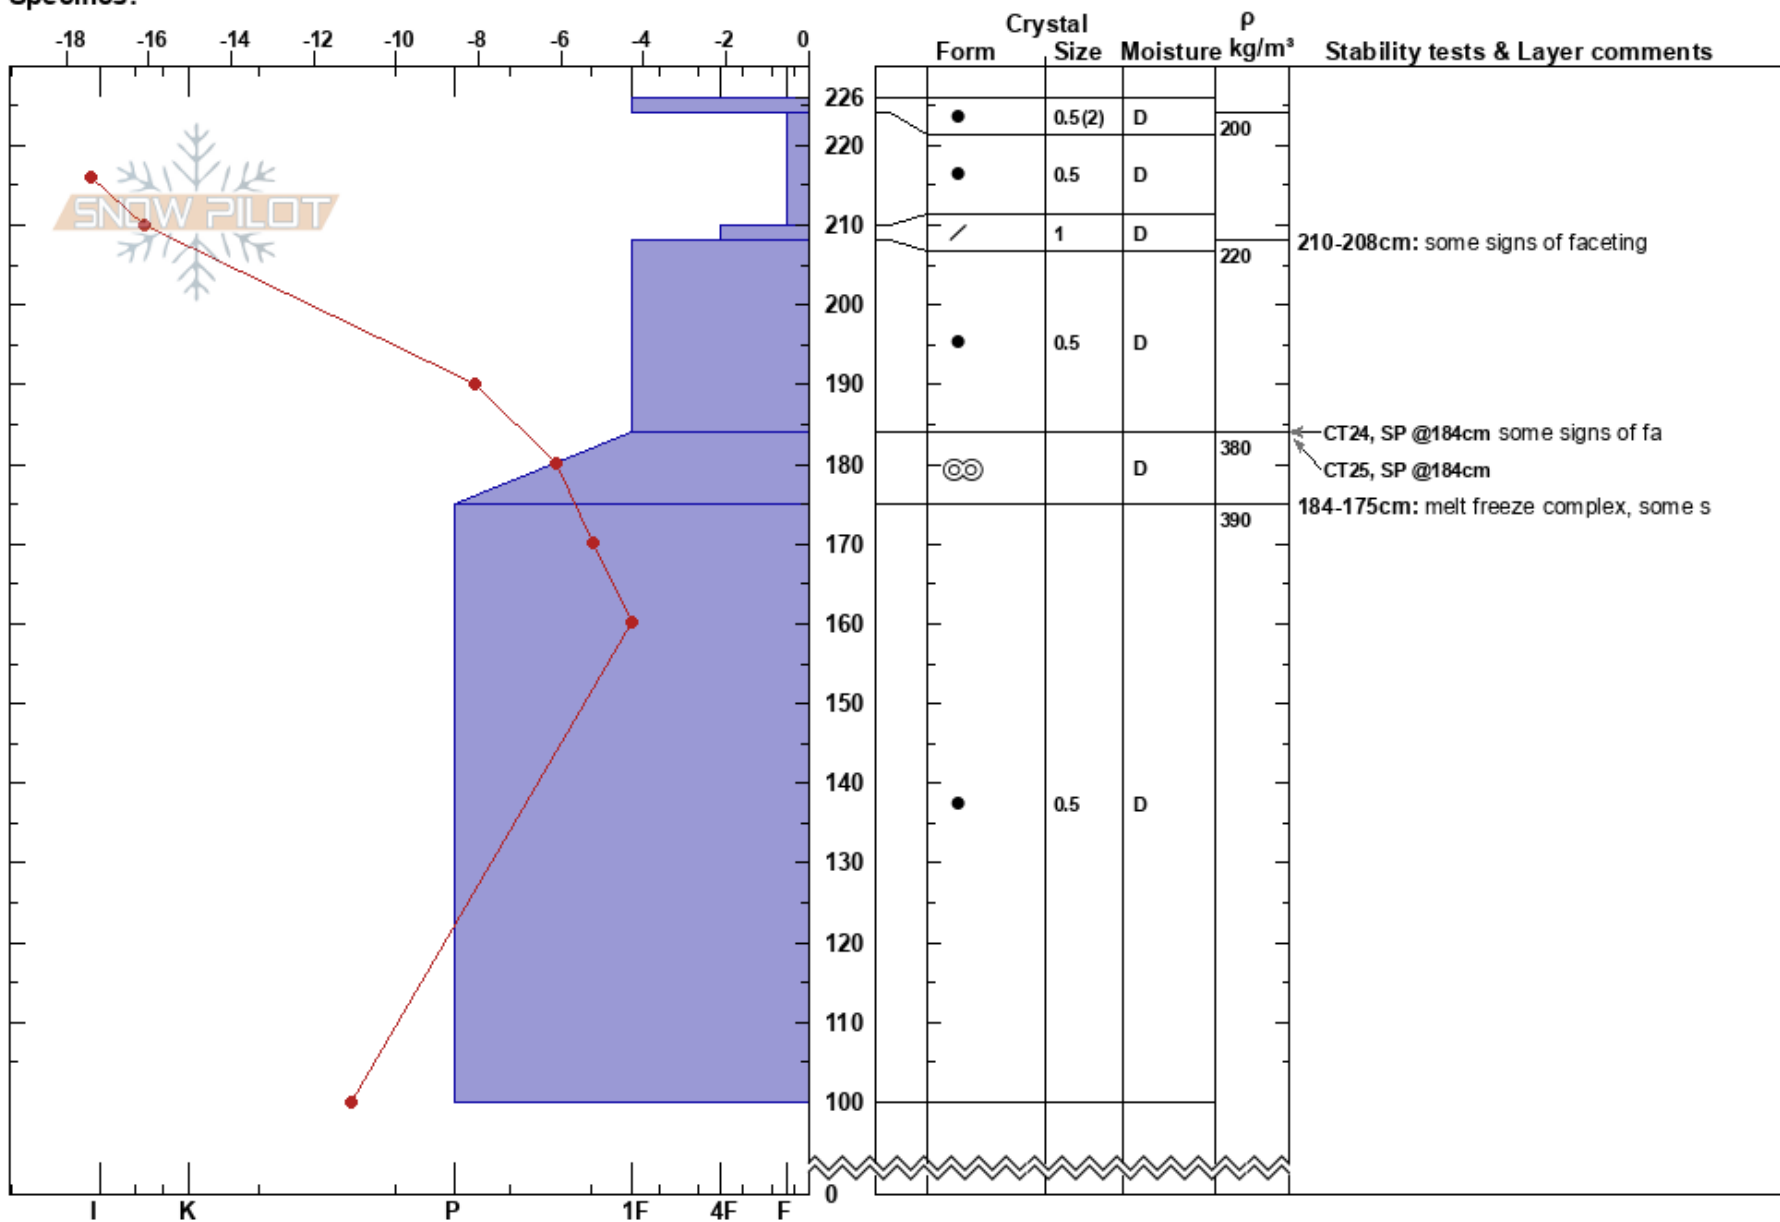 -18 -16 -14 -12 -10 -8 -6 -4 -2 0
Crystal
ρ
Form Size Moisture kg/m³ Stability tests & Layer comments
226
0.5(2) D
200
220
0.5 D
SNOW PILOT
210
1 D
210-208cm: some signs of faceting
220
200
0.5 D
190
CT24, SP @184cm some signs of fa
380
180
D
CT25, SP @184cm
184-175cm: melt freeze complex, some s
390
170
160
150
140
0.5 D
130
120
110
100
0
I K P 1F 4F F